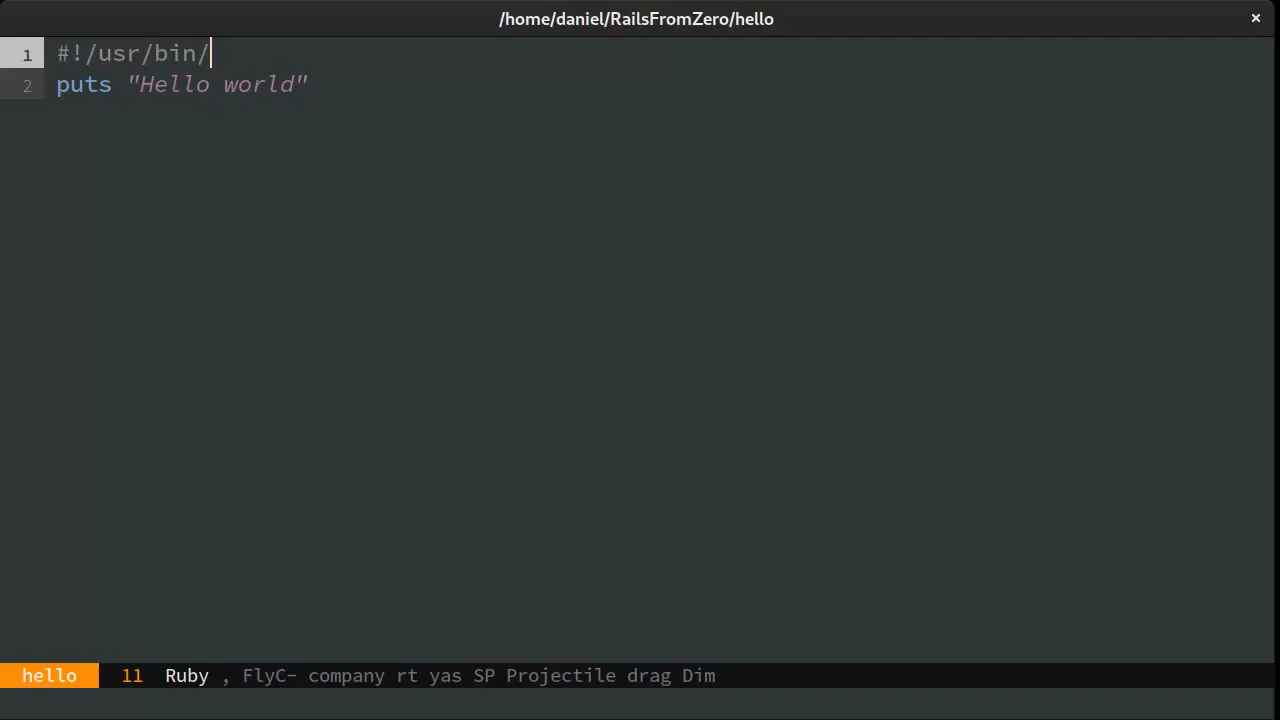 /home/daniel/RailsFromZero/hello ×
1 #!/usr/bin/
2 puts "Hello world"
hello 11 Ruby , FlyC- company rt yas SP Projectile drag Dim